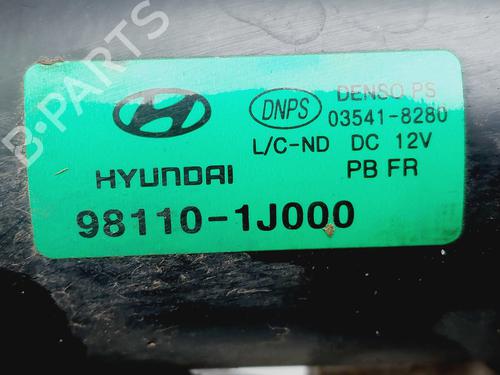 B-PARTS
DNPS
DENSO PS
03541-8280
L/C-ND DC 12V
HYUNDAI
PB FR
98110-1J000